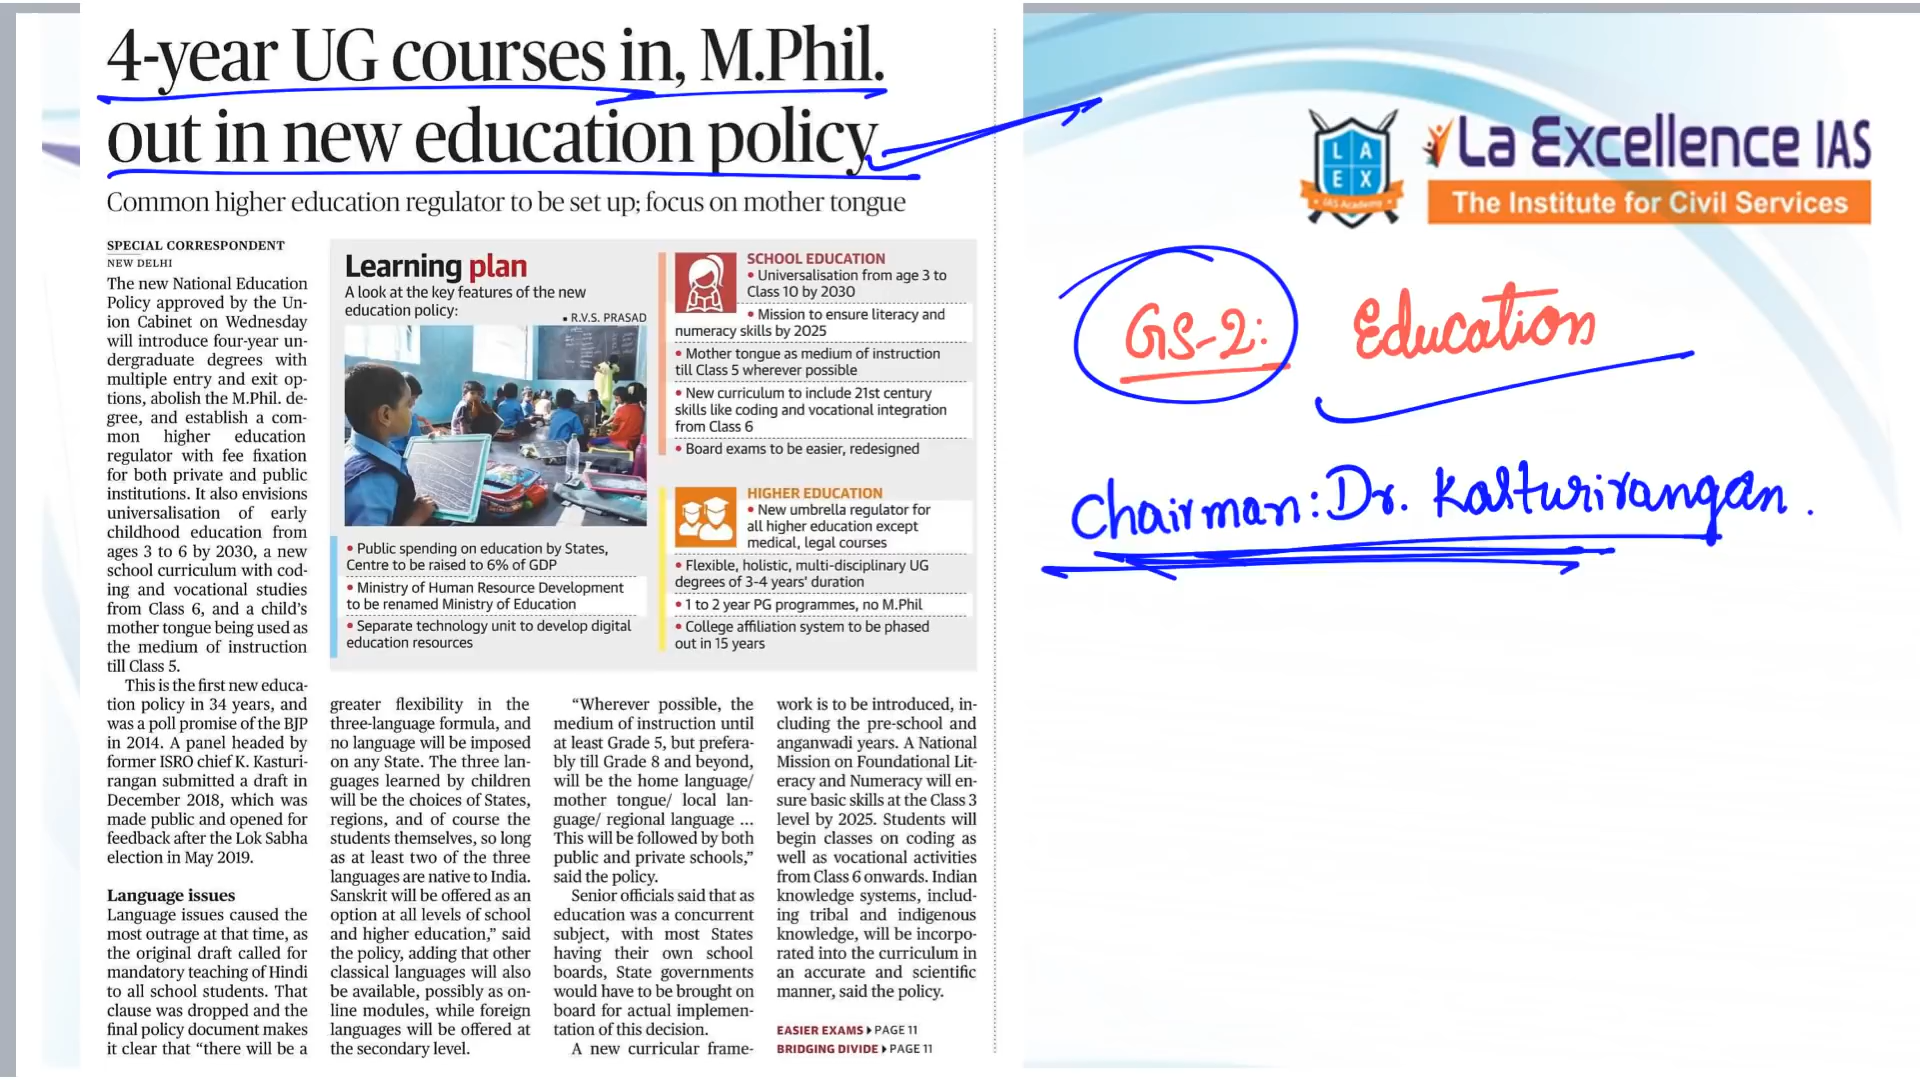 4-year UG courses in, M.Phil.
out in new education policy
Common higher education regulator to be set up; focus on mother tongue
SPECIAL CORRESPONDENT
NEW DELHI
The new National Education
Policy approved by the Un-
ion Cabinet on Wednesday
will introduce four-year un-
dergraduate degrees with
multiple entry and exit op-
tions, abolish the M.Phil. de-
gree, and establish a com-
mon higher education
regulator with fee fixation
for both private and public
institutions. It also envisions
universalisation of early
childhood education from
ages 3 to 6 by 2030, a new
school curriculum with cod-
ing and vocational studies
from Class 6, and a child's
mother tongue being used as
the medium of instruction
till Class 5.
This is the first new educa-
tion policy in 34 years, and
was a poll promise of the BJP
in 2014. A panel headed by
former ISRO chief K. Kasturi-
rangan submitted a draft in
December 2018, which was
made public and opened for
feedback after the Lok Sabha
election in May 2019.
Language issues
Language issues caused the
most outrage at that time, as
the original draft called for
mandatory teaching of Hindi
to all school students. That
clause was dropped and the
final policy document makes
it clear that “there will be a
Learning plan
A look at the key features of the new
education policy:
• R.V.S. PRASAD
• Public spending on education by States,
Centre to be raised to 6% of GDP
• Ministry of Human Resource Development
to be renamed Ministry of Education
• Separate technology unit to develop digital
education resources
SCHOOL EDUCATION
• Universalisation from age 3 to
Class 10 by 2030
• Mission to ensure literacy and
numeracy skills by 2025
• Mother tongue as medium of instruction
till Class 5 wherever possible
• New curriculum to include 21st century
skills like coding and vocational integration
from Class 6
• Board exams to be easier, redesigned
HIGHER EDUCATION
• New umbrella regulator for
all higher education except
medical, legal courses
• Flexible, holistic, multi-disciplinary UG
degrees of 3-4 years' duration
• 1 to 2 year PG programmes, no M.Phil
• College affiliation system to be phased
out in 15 years
greater flexibility in the
three-language formula, and
no language will be imposed
on any State. The three lan-
guages learned by children
will be the choices of States,
regions, and of course the
students themselves, so long
as at least two of the three
languages are native to India.
Sanskrit will be offered as an
option at all levels of school
and higher education,” said
the policy, adding that other
classical languages will also
be available, possibly as on-
line modules, while foreign
languages will be offered at
the secondary level.
“Wherever possible, the
medium of instruction until
at least Grade 5, but prefera-
bly till Grade 8 and beyond,
will be the home language/
mother tongue/ local lan-
guage/ regional language ...
This will be followed by both
public and private schools,”
said the policy.
Senior officials said that as
education was a concurrent
subject, with most States
having their own school
boards, State governments
would have to be brought on
board for actual implemen-
tation of this decision.
A new curricular frame-
work is to be introduced, in-
cluding the pre-school and
anganwadi years. A National
Mission on Foundational Lit-
eracy and Numeracy will en-
sure basic skills at the Class 3
level by 2025. Students will
begin classes on coding as
well as vocational activities
from Class 6 onwards. Indian
knowledge systems, includ-
ing tribal and indigenous
knowledge, will be incorpo-
rated into the curriculum in
an accurate and scientific
manner, said the policy.
EASIER EXAMS PAGE 11
BRIDGING DIVIDE PAGE 11
L A
E X
IAS Academy
La Excellence IAS
The Institute for Civil Services
GS-2: Education
Chairman: Dr. Kasturirangan.